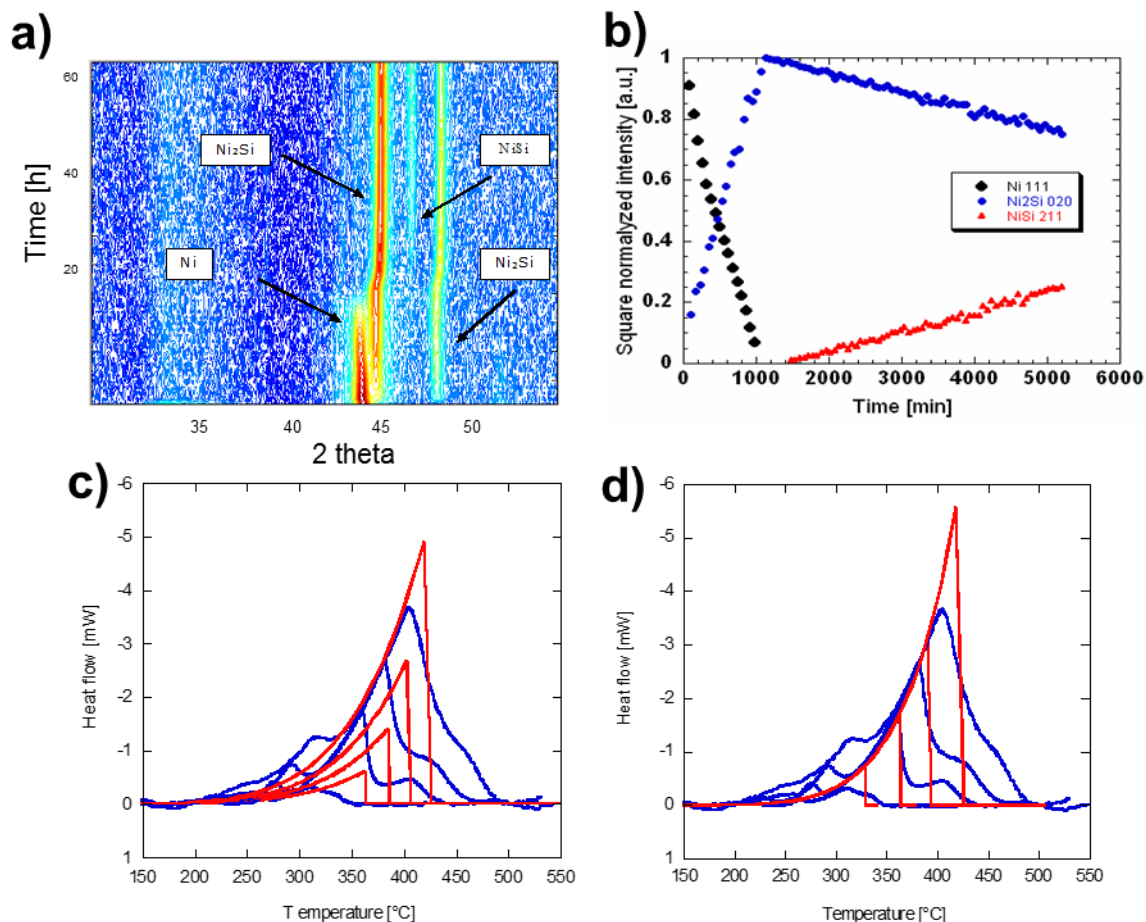 a)
Time [h]
60
40
20
Ni₂Si
NiSi
Ni
Ni₂Si
35
40
45
50
2 theta
b)
Square normalyzed intensity [a.u.]
1
0.8
0.6
0.4
0.2
0
Ni 111
Ni2Si 020
NiSi 211
0 1000 2000 3000 4000 5000 6000
Time [min]
c)
Heat flow [mW]
-6
-5
-4
-3
-2
-1
0
1
150 200 250 300 350 400 450 500 550
T emperature [°C]
d)
Heat flow [mW]
-6
-5
-4
-3
-2
-1
0
1
150 200 250 300 350 400 450 500 550
Temperature [°C]